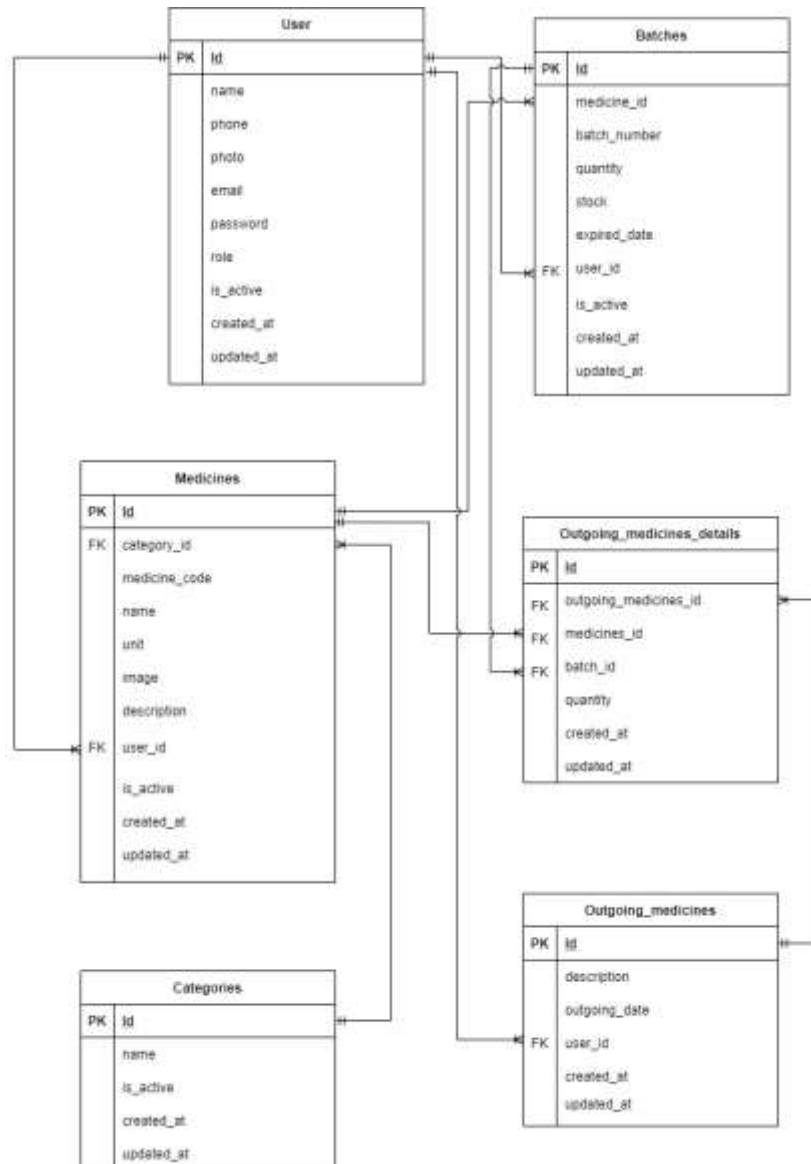 User
PK Id
name
phone
photo
email
password
role
is_active
created_at
updated_at
Batches
PK Id
medicine_id
batch_number
quantity
stock
expired_date
FK user_id
is_active
created_at
updated_at
Medicines
PK Id
FK category_id
medicine_code
name
unit
image
description
FK user_id
is_active
created_at
updated_at
Outgoing_medicines_details
PK Id
FK outgoing_medicines_id
FK medicines_id
FK batch_id
quantity
created_at
updated_at
Outgoing_medicines
PK Id
description
outgoing_date
FK user_id
created_at
updated_at
Categories
PK Id
name
is_active
created_at
updated_at